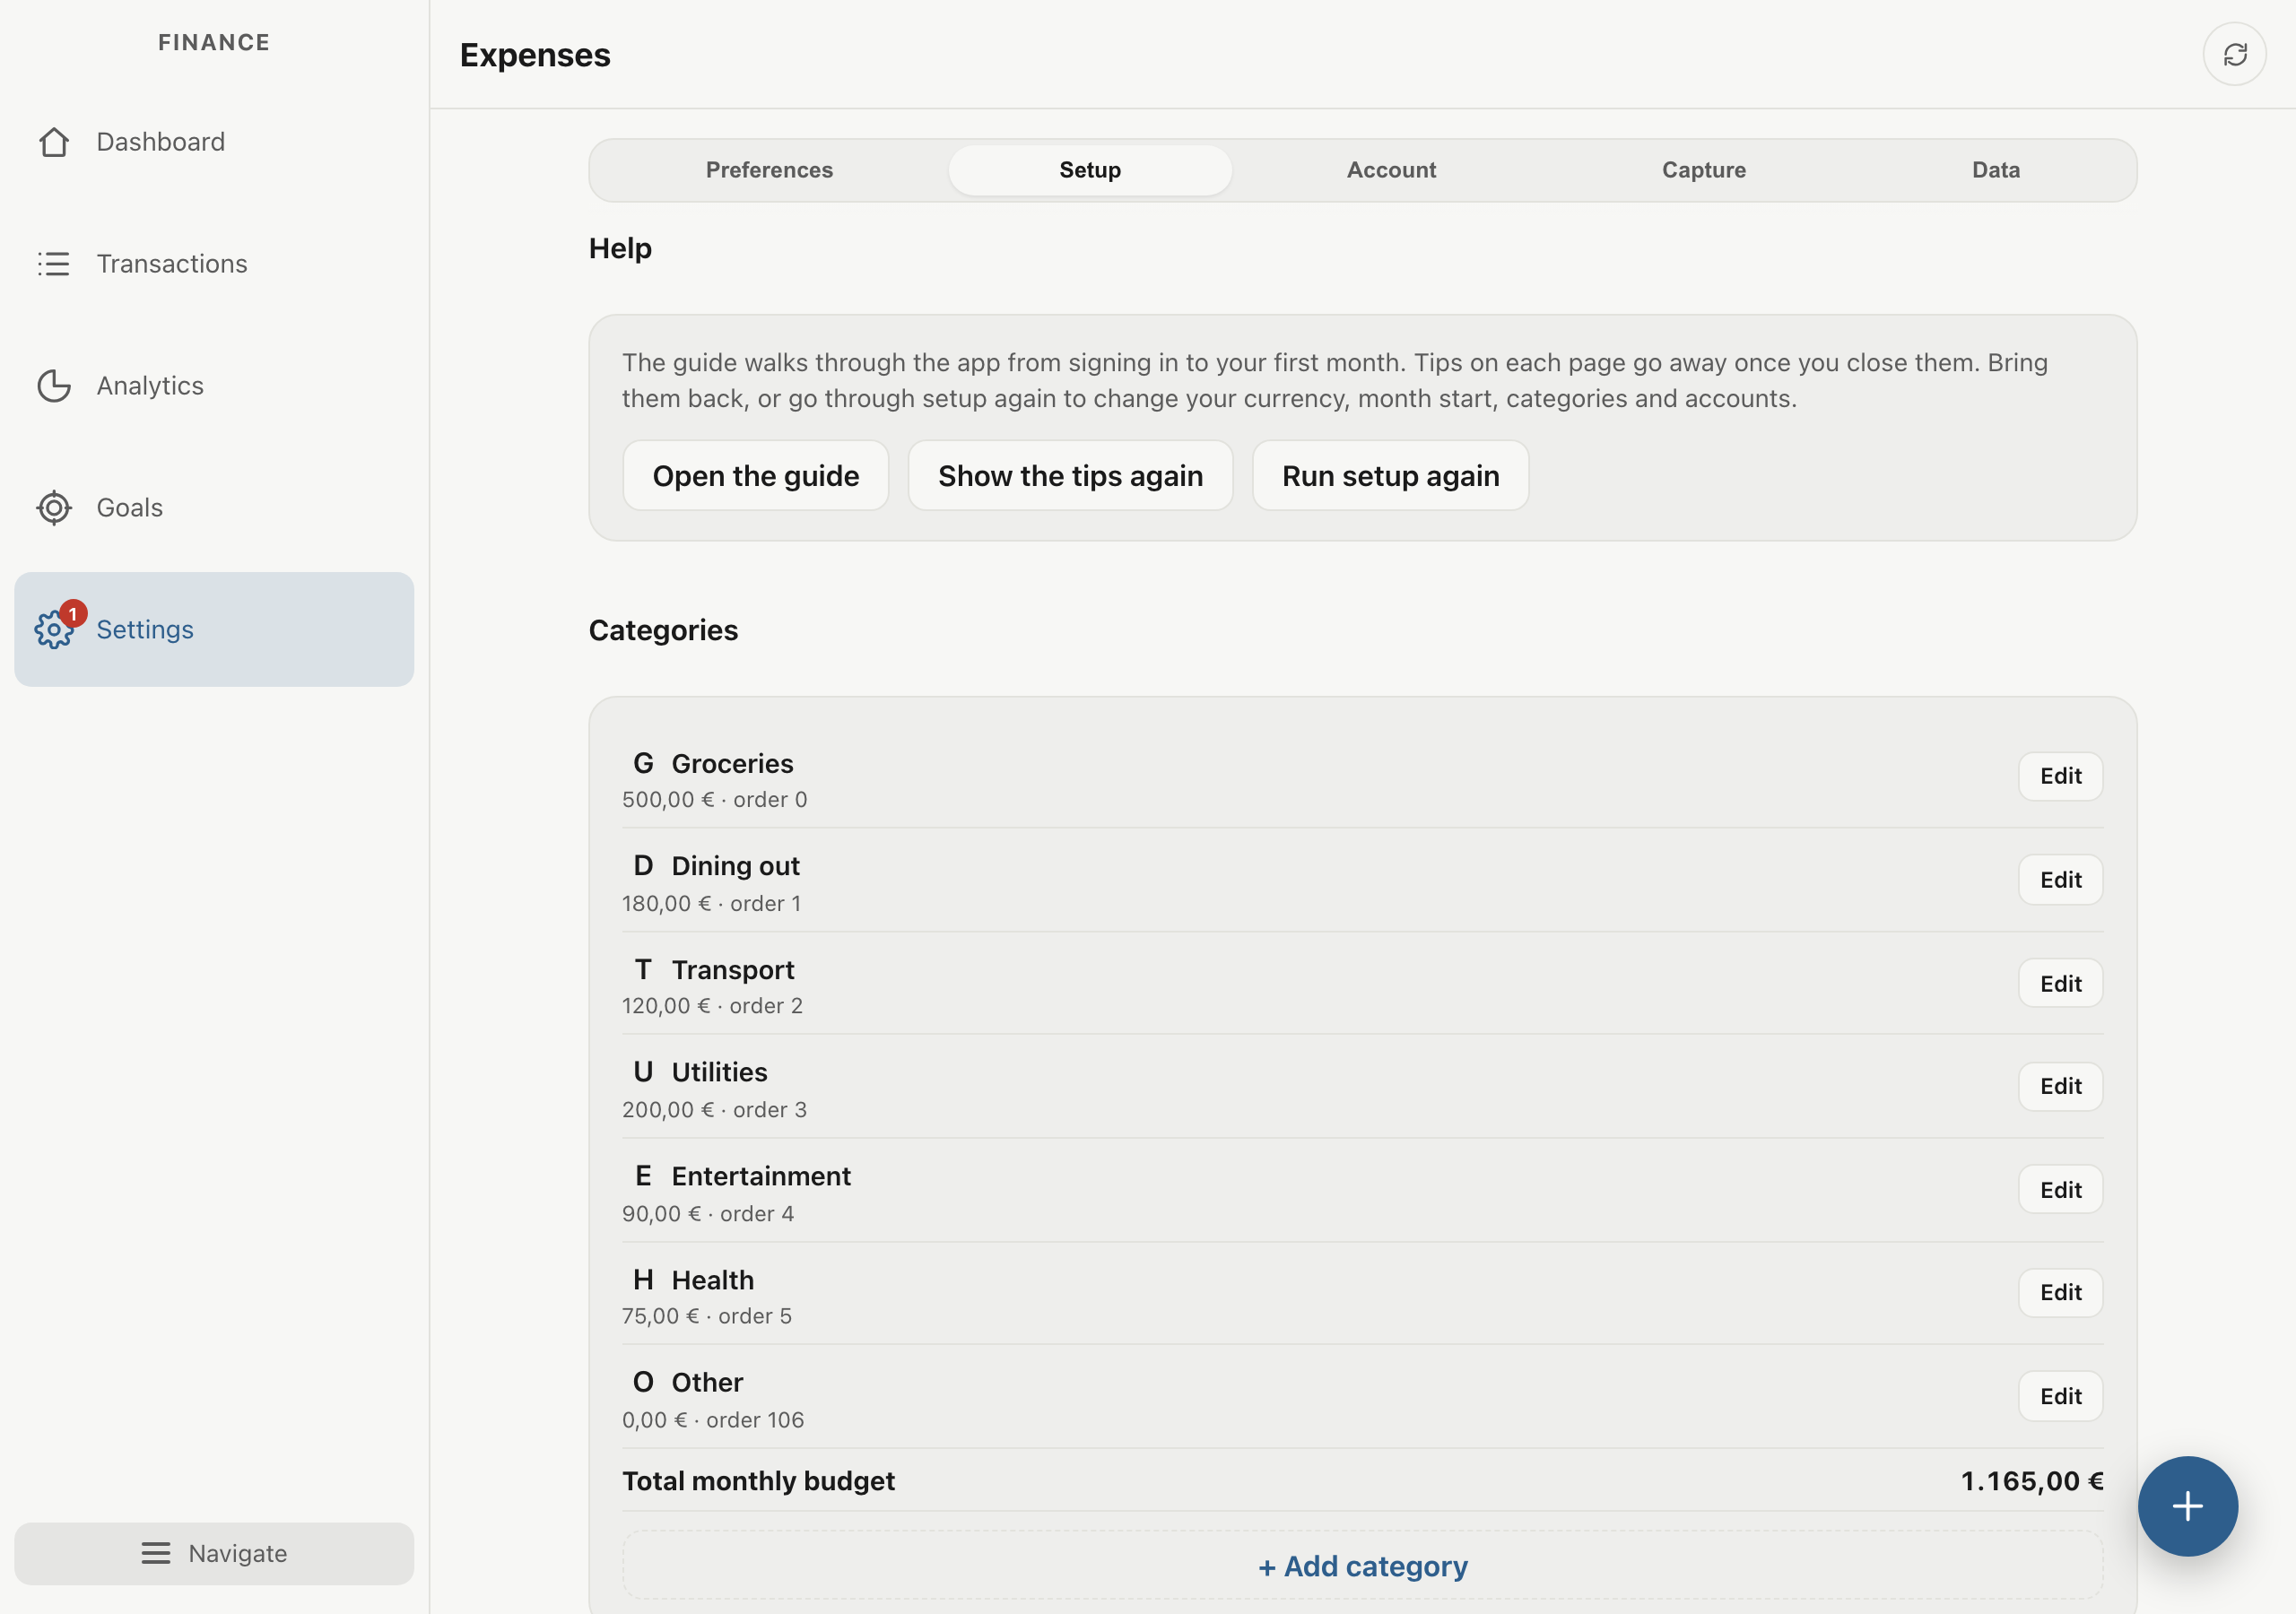 FINANCE
Dashboard
Transactions
Analytics
Goals
1
Settings
Navigate
Expenses
Preferences
Setup
Account
Capture
Data
Help
The guide walks through the app from signing in to your first month. Tips on each page go away once you close them. Bring
them back, or go through setup again to change your currency, month start, categories and accounts.
Open the guide
Show the tips again
Run setup again
Categories
G Groceries
500,00 € · order 0
Edit
D Dining out
180,00 € · order 1
Edit
T Transport
120,00 € · order 2
Edit
U Utilities
200,00 € · order 3
Edit
E Entertainment
90,00 € · order 4
Edit
H Health
75,00 € · order 5
Edit
O Other
0,00 € · order 106
Edit
Total monthly budget 1.165,00 €
+ Add category